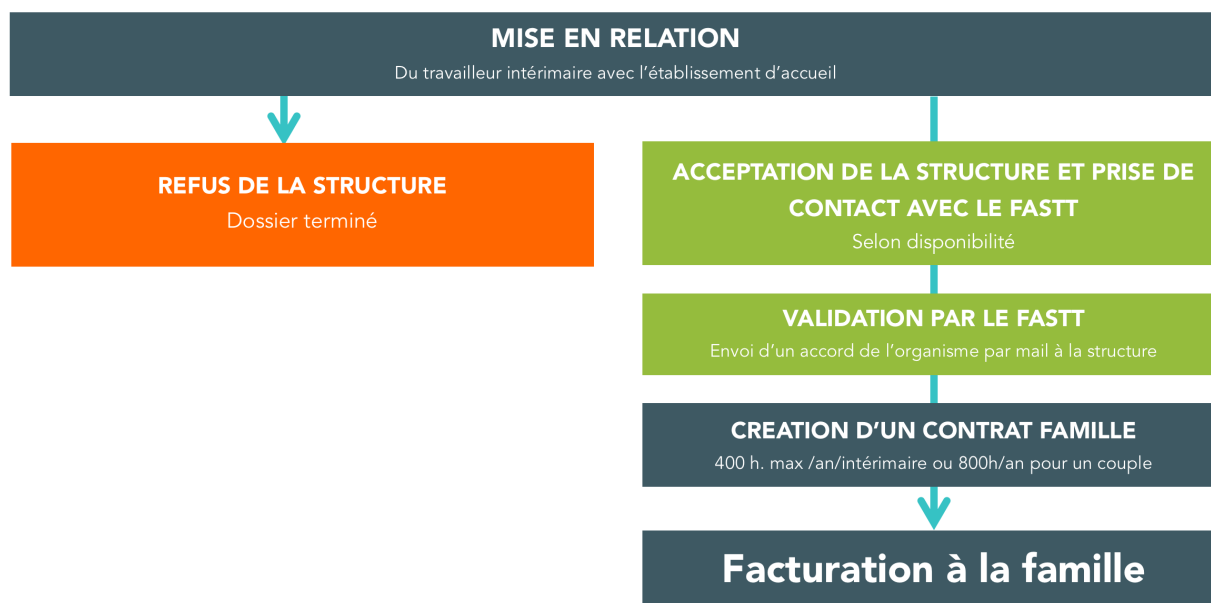 MISE EN RELATION
Du travailleur intérimaire avec l'établissement d'accueil
REFUS DE LA STRUCTURE
Dossier terminé
ACCEPTATION DE LA STRUCTURE ET PRISE DE
CONTACT AVEC LE FASTT
Selon disponibilité
VALIDATION PAR LE FASTT
Envoi d'un accord de l'organisme par mail à la structure
CREATION D'UN CONTRAT FAMILLE
400 h. max /an/intérimaire ou 800h/an pour un couple
Facturation à la famille